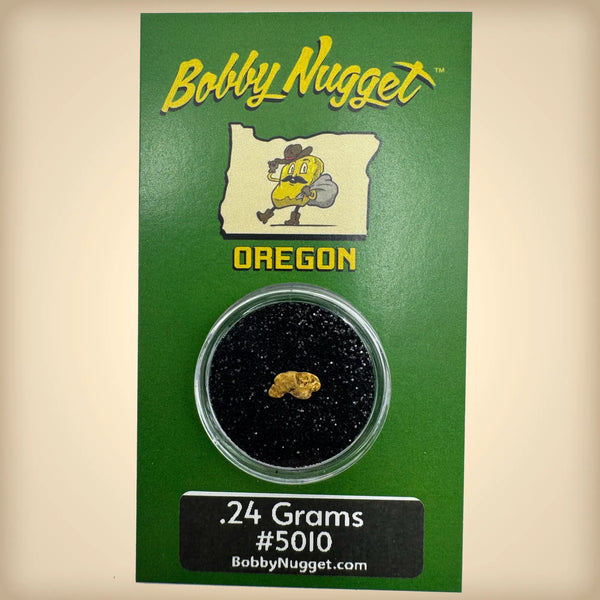 Bobby Nugget™
OREGON
.24 Grams
#5010
BobbyNugget.com